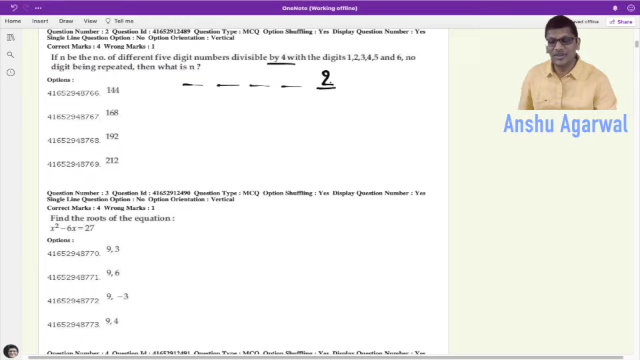 OneNote (Working offline)
Tell me
Question Number : 2 Question Id : 41652912489 Question Type : MCQ Option Shuffling : Yes Display Question Number : Yes
Single Line Question Option : No Option Orientation : Vertical
Correct Marks : 4 Wrong Marks : 1
If n be the no. of different five digit numbers divisible by 4 with the digits 1,2,3,4,5 and 6, no
digit being repeated, then what is n ?
2
Options :
41652948766. 144
41652948767. 168
41652948768. 192
41652948769. 212
Anshu Agarwal
Question Number : 3 Question Id : 41652912490 Question Type : MCQ Option Shuffling : Yes Display Question Number : Yes
Single Line Question Option : No Option Orientation : Vertical
Correct Marks : 4 Wrong Marks : 1
Find the roots of the equation :
x² − 6x = 27
Options :
41652948770. 9, 3
41652948771. 9, 6
41652948772. 9, −3
41652948773. 9, 4